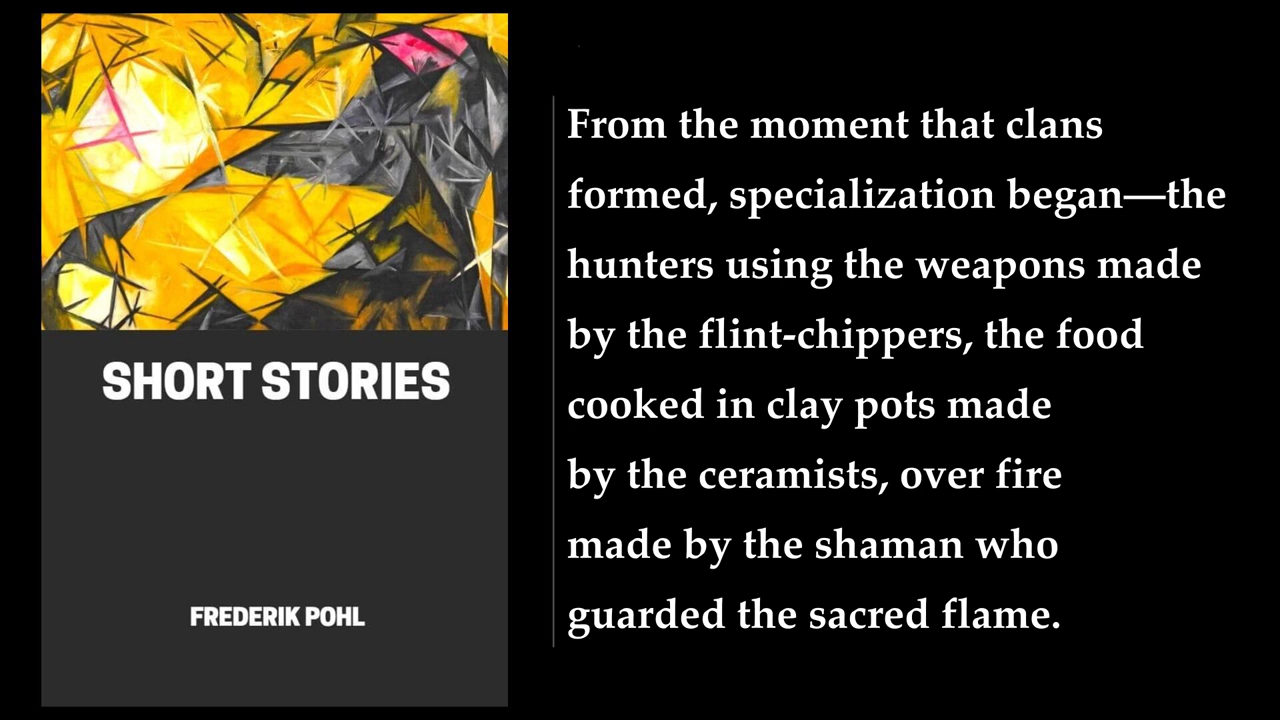 SHORT STORIES
FREDERIK POHL
From the moment that clans
formed, specialization began—the
hunters using the weapons made
by the flint-chippers, the food
cooked in clay pots made
by the ceramists, over fire
made by the shaman who
guarded the sacred flame.